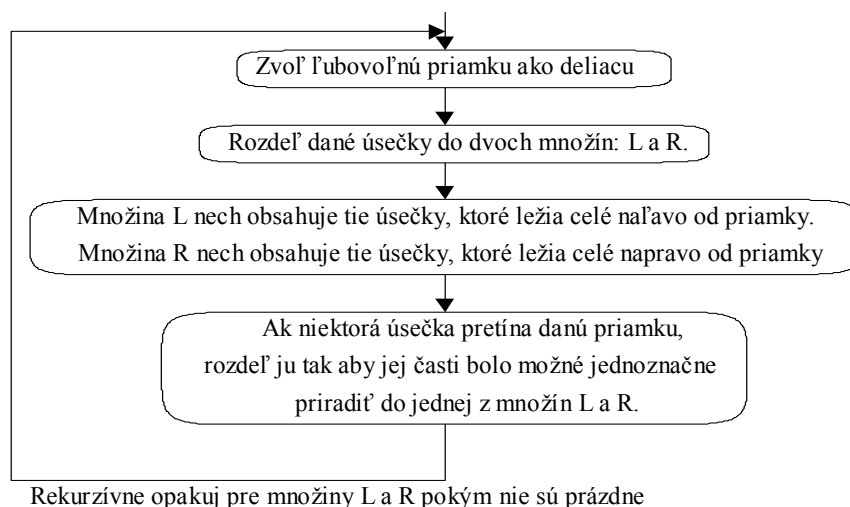 Zvoľ ľubovoľnú priamku ako deliacu
Rozdeľ dané úsečky do dvoch množín: L a R.
Množina L nech obsahuje tie úsečky, ktoré ležia celé naľavo od priamky.
Množina R nech obsahuje tie úsečky, ktoré ležia celé napravo od priamky
Ak niektorá úsečka pretína danú priamku,
rozdeľ ju tak aby jej časti bolo možné jednoznačne
priradiť do jednej z množín L a R.
Rekurzívne opakuj pre množiny L a R pokým nie sú prázdne